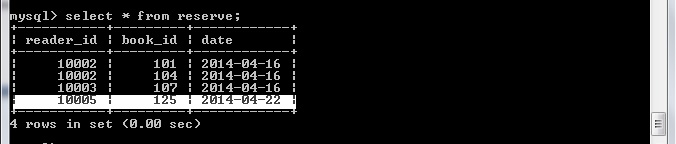 mysql> select * from reserve;
+-----------+---------+------------+
| reader_id | book_id | date       |
+-----------+---------+------------+
|     10002 |     101 | 2014-04-16 |
|     10002 |     104 | 2014-04-16 |
|     10003 |     107 | 2014-04-16 |
|     10005 |     125 | 2014-04-22 |
+-----------+---------+------------+
4 rows in set (0.00 sec)